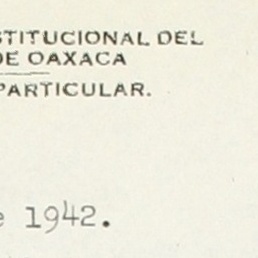 STITUCIONAL DEL
DE OAXACA
PARTICULAR.
e 1942.